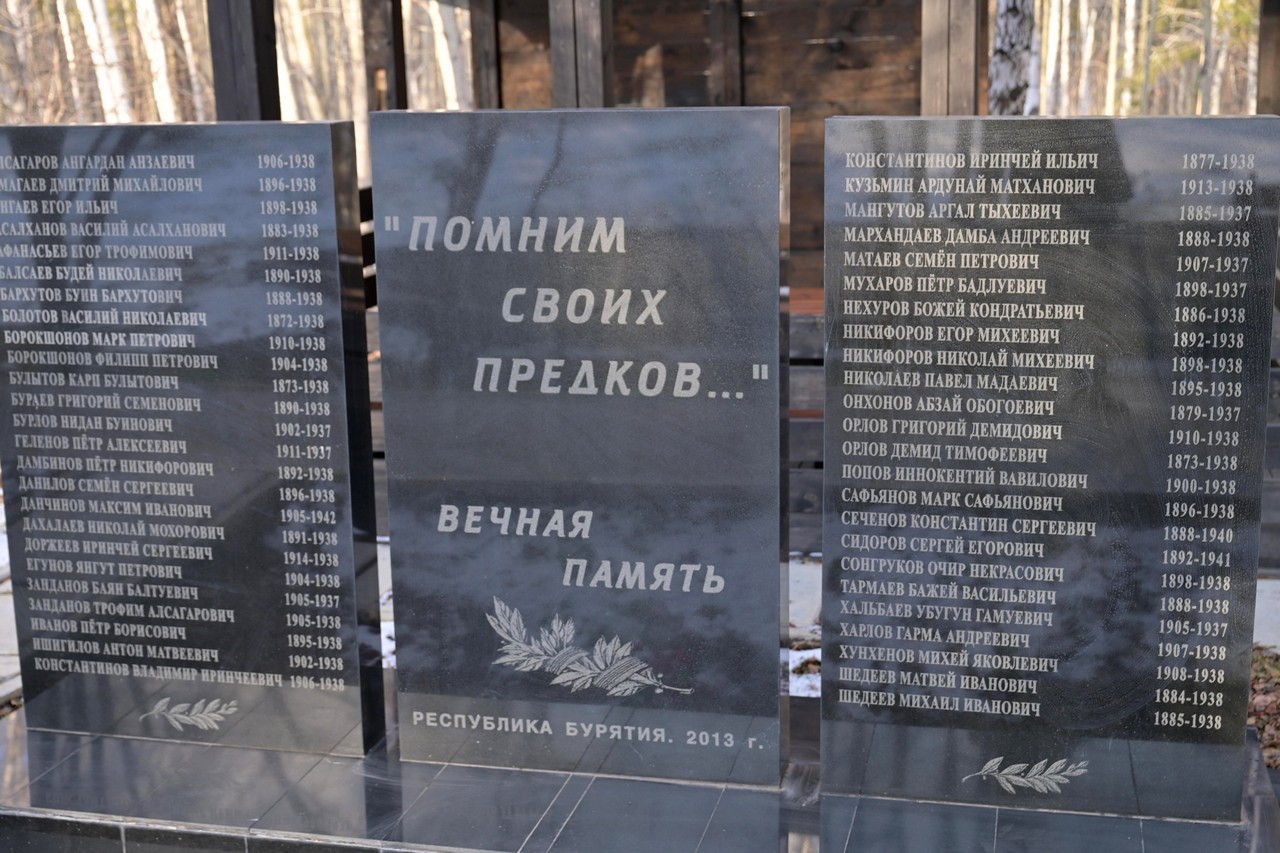 АЛСАГАРОВ АНГАРДАН АНЗАЕВИЧ 1906-1938
МАГАЕВ ДМИТРИЙ МИХАЙЛОВИЧ 1896-1938
ЕГОР ИЛЬИЧ 1898-1938
АСАЛХАНОВ ВАСИЛИЙ АСАЛХАНОВИЧ 1883-1938
АФАНАСЬЕВ ЕГОР ТРОФИМОВИЧ 1911-1938
БАЛСАЕВ БУДЕЙ НИКОЛАЕВИЧ 1890-1938
БАРХУТОВ БУИН БАРХУТОВИЧ 1888-1938
БОЛОТОВ ВАСИЛИЙ НИКОЛАЕВИЧ 1872-1938
БОРОКШОНОВ МАРК ПЕТРОВИЧ 1910-1938
БОРОКШОНОВ ФИЛИПП ПЕТРОВИЧ 1904-1938
БУЛЫТОВ КАРП БУЛЫТОВИЧ 1873-1938
БУРАЕВ ГРИГОРИЙ СЕМЕНОВИЧ 1890-1938
БУРЛОВ НИДАН БУИНОВИЧ 1902-1937
ГЕЛЕНОВ ПЁТР АЛЕКСЕЕВИЧ 1911-1937
ДАМБИНОВ ПЁТР НИКИФОРОВИЧ 1892-1938
ДАНИЛОВ СЕМЁН СЕРГЕЕВИЧ 1896-1938
ДАНЧИНОВ МАКСИМ ИВАНОВИЧ 1905-1942
ДАХАЛАЕВ НИКОЛАЙ МОХОРОВИЧ 1891-1938
ДОРЖЕЕВ ИРИНЧЕЙ СЕРГЕЕВИЧ 1914-1938
ЕГУНОВ ЯНГУТ ПЕТРОВИЧ 1904-1938
ЗАНДАНОВ БАЯН БАЛТУЕВИЧ 1905-1937
ЗАНДАНОВ ТРОФИМ АЛСАГАРОВИЧ 1905-1938
ИВАНОВ ПЁТР БОРИСОВИЧ 1895-1938
ИШИГИЛОВ АНТОН МАТВЕЕВИЧ 1902-1938
КОНСТАНТИНОВ ВЛАДИМИР ИРИНЧЕЕВИЧ 1906-1938
"ПОМНИМ
СВОИХ
ПРЕДКОВ..."
ВЕЧНАЯ
ПАМЯТЬ
РЕСПУБЛИКА БУРЯТИЯ. 2013 г.
КОНСТАНТИНОВ ИРИНЧЕЙ ИЛЬИЧ 1877-1938
КУЗЬМИН АРДУНАЙ МАТХАНОВИЧ 1913-1938
МАНГУТОВ АРГАЛ ТЫХЕЕВИЧ 1885-1937
МАРХАНДАЕВ ДАМБА АНДРЕЕВИЧ 1888-1938
МАТАЕВ СЕМЁН ПЕТРОВИЧ 1907-1937
МУХАРОВ ПЁТР БАДЛУЕВИЧ 1898-1937
НЕХУРОВ БОЖЕЙ КОНДРАТЬЕВИЧ 1886-1938
НИКИФОРОВ ЕГОР МИХЕЕВИЧ 1892-1938
НИКИФОРОВ НИКОЛАЙ МИХЕЕВИЧ 1898-1938
НИКОЛАЕВ ПАВЕЛ МАДАЕВИЧ 1895-1938
ОНХОНОВ АБЗАЙ ОБОГОЕВИЧ 1879-1937
ОРЛОВ ГРИГОРИЙ ДЕМИДОВИЧ 1910-1938
ОРЛОВ ДЕМИД ТИМОФЕЕВИЧ 1873-1938
ПОПОВ ИННОКЕНТИЙ ВАВИЛОВИЧ 1900-1938
САФЬЯНОВ МАРК САФЬЯНОВИЧ 1896-1938
СЕЧЕНОВ КОНСТАНТИН СЕРГЕЕВИЧ 1888-1940
СИДОРОВ СЕРГЕЙ ЕГОРОВИЧ 1892-1941
СОНГРУКОВ ОЧИР НЕКРАСОВИЧ 1898-1938
ТАРМАЕВ БАЖЕЙ ВАСИЛЬЕВИЧ 1888-1938
ХАЛЬБАЕВ УБУГУН ГАМУЕВИЧ 1905-1937
ХАРЛОВ ГАРМА АНДРЕЕВИЧ 1907-1938
ХУНХЕНОВ МИХЕЙ ЯКОВЛЕВИЧ 1908-1938
ШЕДЕЕВ МАТВЕЙ ИВАНОВИЧ 1884-1938
ШЕДЕЕВ МИХАИЛ ИВАНОВИЧ 1885-1938